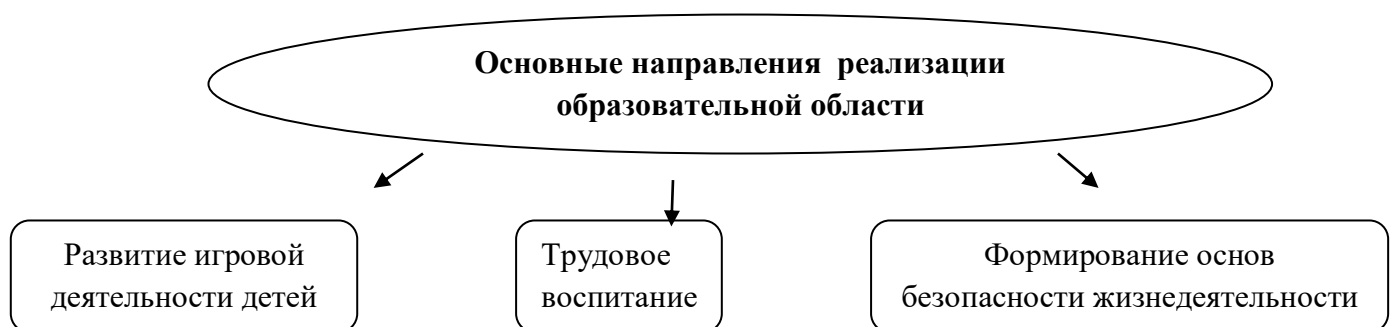 Основные направления реализации
образовательной области
Развитие игровой
деятельности детей
Трудовое
воспитание
Формирование основ
безопасности жизнедеятельности